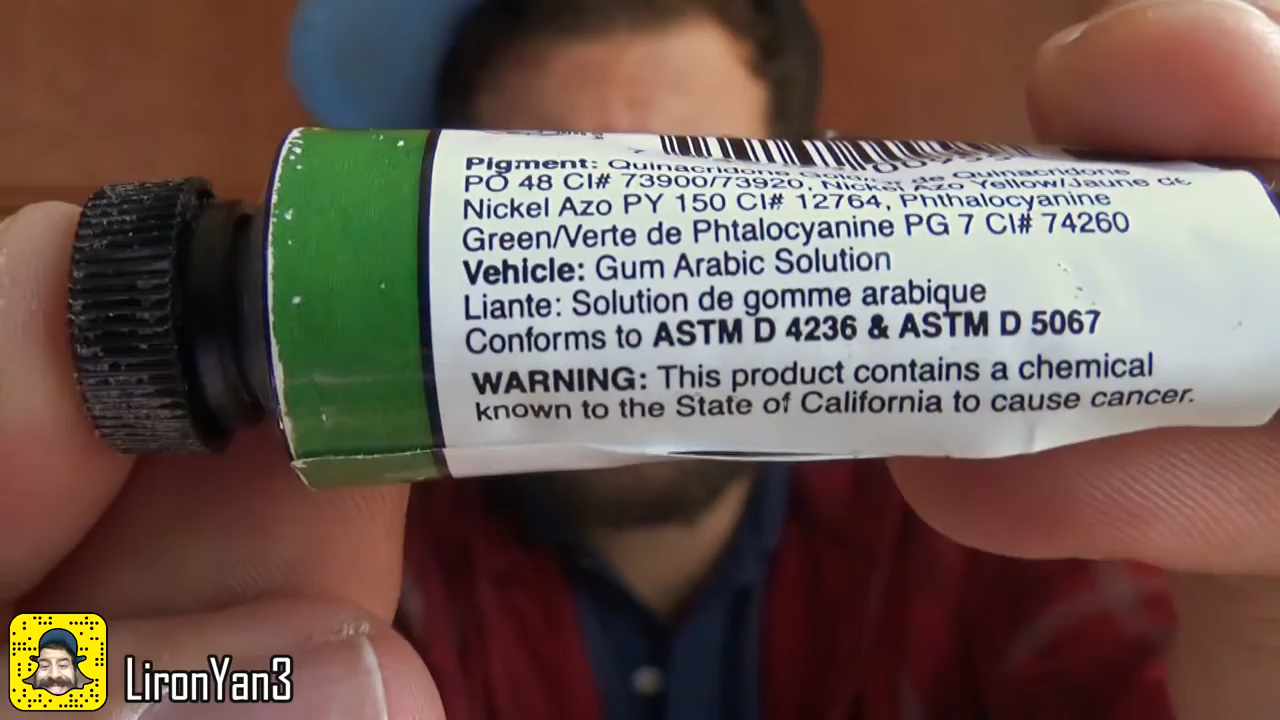 Pigment: Quinacridone Gold/ de Quinacridone
PO 48 CI# 73900/73920, Nickel Azo Yellow/Jaune de
Nickel Azo PY 150 CI# 12764, Phthalocyanine
Green/Verte de Phtalocyanine PG 7 CI# 74260
Vehicle: Gum Arabic Solution
Liante: Solution de gomme arabique
Conforms to ASTM D 4236 & ASTM D 5067
WARNING: This product contains a chemical
known to the State of California to cause cancer.
LironYan3